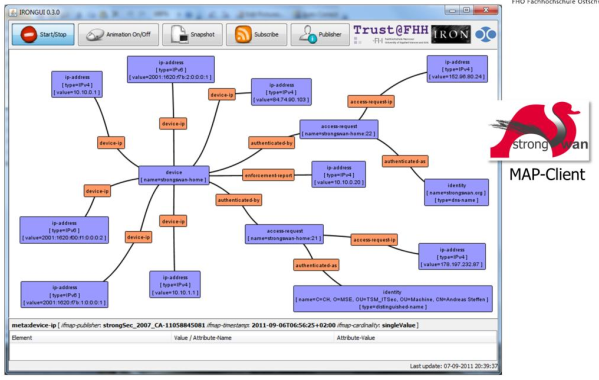 FHO Fachhochschule Ostsch
IRONGUI 0.3.0
Start/Stop
Animation On/Off
Snapshot
Subscribe
Publisher
Trust@FHH
IRON
ip-address
[ type=IPv6 ]
[ value=2001:1620:f7b:2:0:0:0:1 ]
ip-address
[ type=IPv4 ]
[ value=10.10.0.1 ]
ip-address
[ type=IPv4 ]
[ value=64.74.90.103 ]
ip-address
[ type=IPv4 ]
[ value=152.96.90.24 ]
device-ip
access-request-ip
device-ip
access-request
[ name=strongswan-home:22 ]
device-ip
authenticated-by
authenticated-as
device
[ name=strongswan-home ]
enforcement-report
ip-address
[ type=IPv4 ]
[ value=10.10.0.20 ]
identity
[ name=strongswan.org ]
[ type=dns-name ]
device-ip
authenticated-by
device-ip
device-ip
ip-address
[ type=IPv6 ]
[ value=2001:1620:f00:f1:0:0:0:2 ]
access-request
[ name=strongswan-home:21 ]
access-request-ip
ip-address
[ type=IPv4 ]
[ value=178.197.232.87 ]
authenticated-as
ip-address
[ type=IPv4 ]
[ value=10.10.1.1 ]
ip-address
[ type=IPv6 ]
[ value=2001:1620:f7b:1:0:0:0:1 ]
identity
[ name=C=CH, O=MSE, OU=TSM_ITSec, OU=Machine, CN=Andreas Steffen ]
[ type=distinguished-name ]
strong wan
MAP-Client
meta:device-ip [ ifmap-publisher: strongSec_2007_CA-11058845081 ifmap-timestamp: 2011-09-06T06:56:25+02:00 ifmap-cardinality: singleValue ]
Element Value / Attribute-Name Attribute-Value
Last update: 07-09-2011 20:39:37